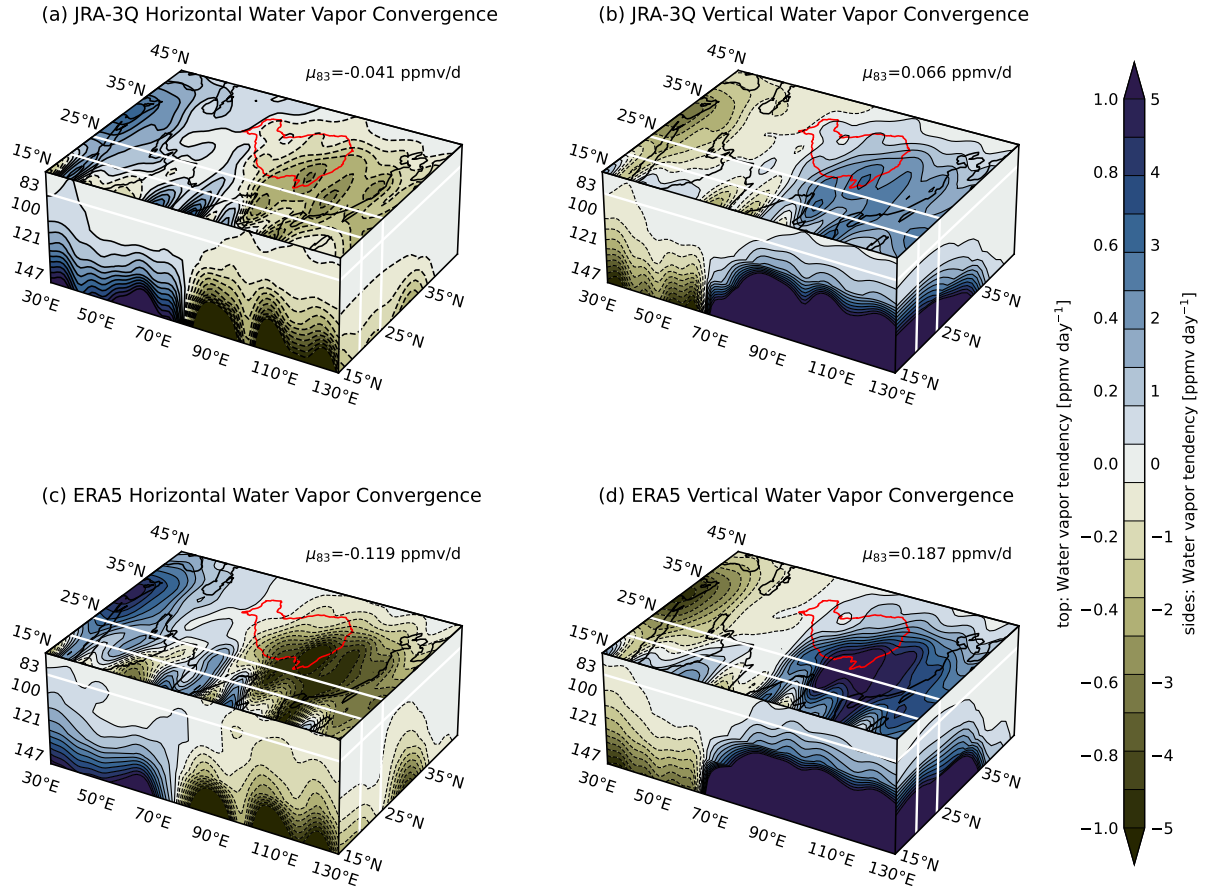 (a) JRA-3Q Horizontal Water Vapor Convergence
μ83=-0.041 ppmv/d
45°N
35°N
25°N
15°N
83
100
121
147
30°E
50°E
70°E
90°E
110°E
130°E
15°N
25°N
35°N
(b) JRA-3Q Vertical Water Vapor Convergence
μ83=0.066 ppmv/d
45°N
35°N
25°N
15°N
83
100
121
147
30°E
50°E
70°E
90°E
110°E
130°E
15°N
25°N
35°N
(c) ERA5 Horizontal Water Vapor Convergence
μ83=-0.119 ppmv/d
45°N
35°N
25°N
15°N
83
100
121
147
30°E
50°E
70°E
90°E
110°E
130°E
15°N
25°N
35°N
(d) ERA5 Vertical Water Vapor Convergence
μ83=0.187 ppmv/d
45°N
35°N
25°N
15°N
83
100
121
147
30°E
50°E
70°E
90°E
110°E
130°E
15°N
25°N
35°N
top: Water vapor tendency [ppmv day⁻¹]
1.0
0.8
0.6
0.4
0.2
0.0
−0.2
−0.4
−0.6
−0.8
−1.0
5
4
3
2
1
0
−1
−2
−3
−4
−5
sides: Water vapor tendency [ppmv day⁻¹]